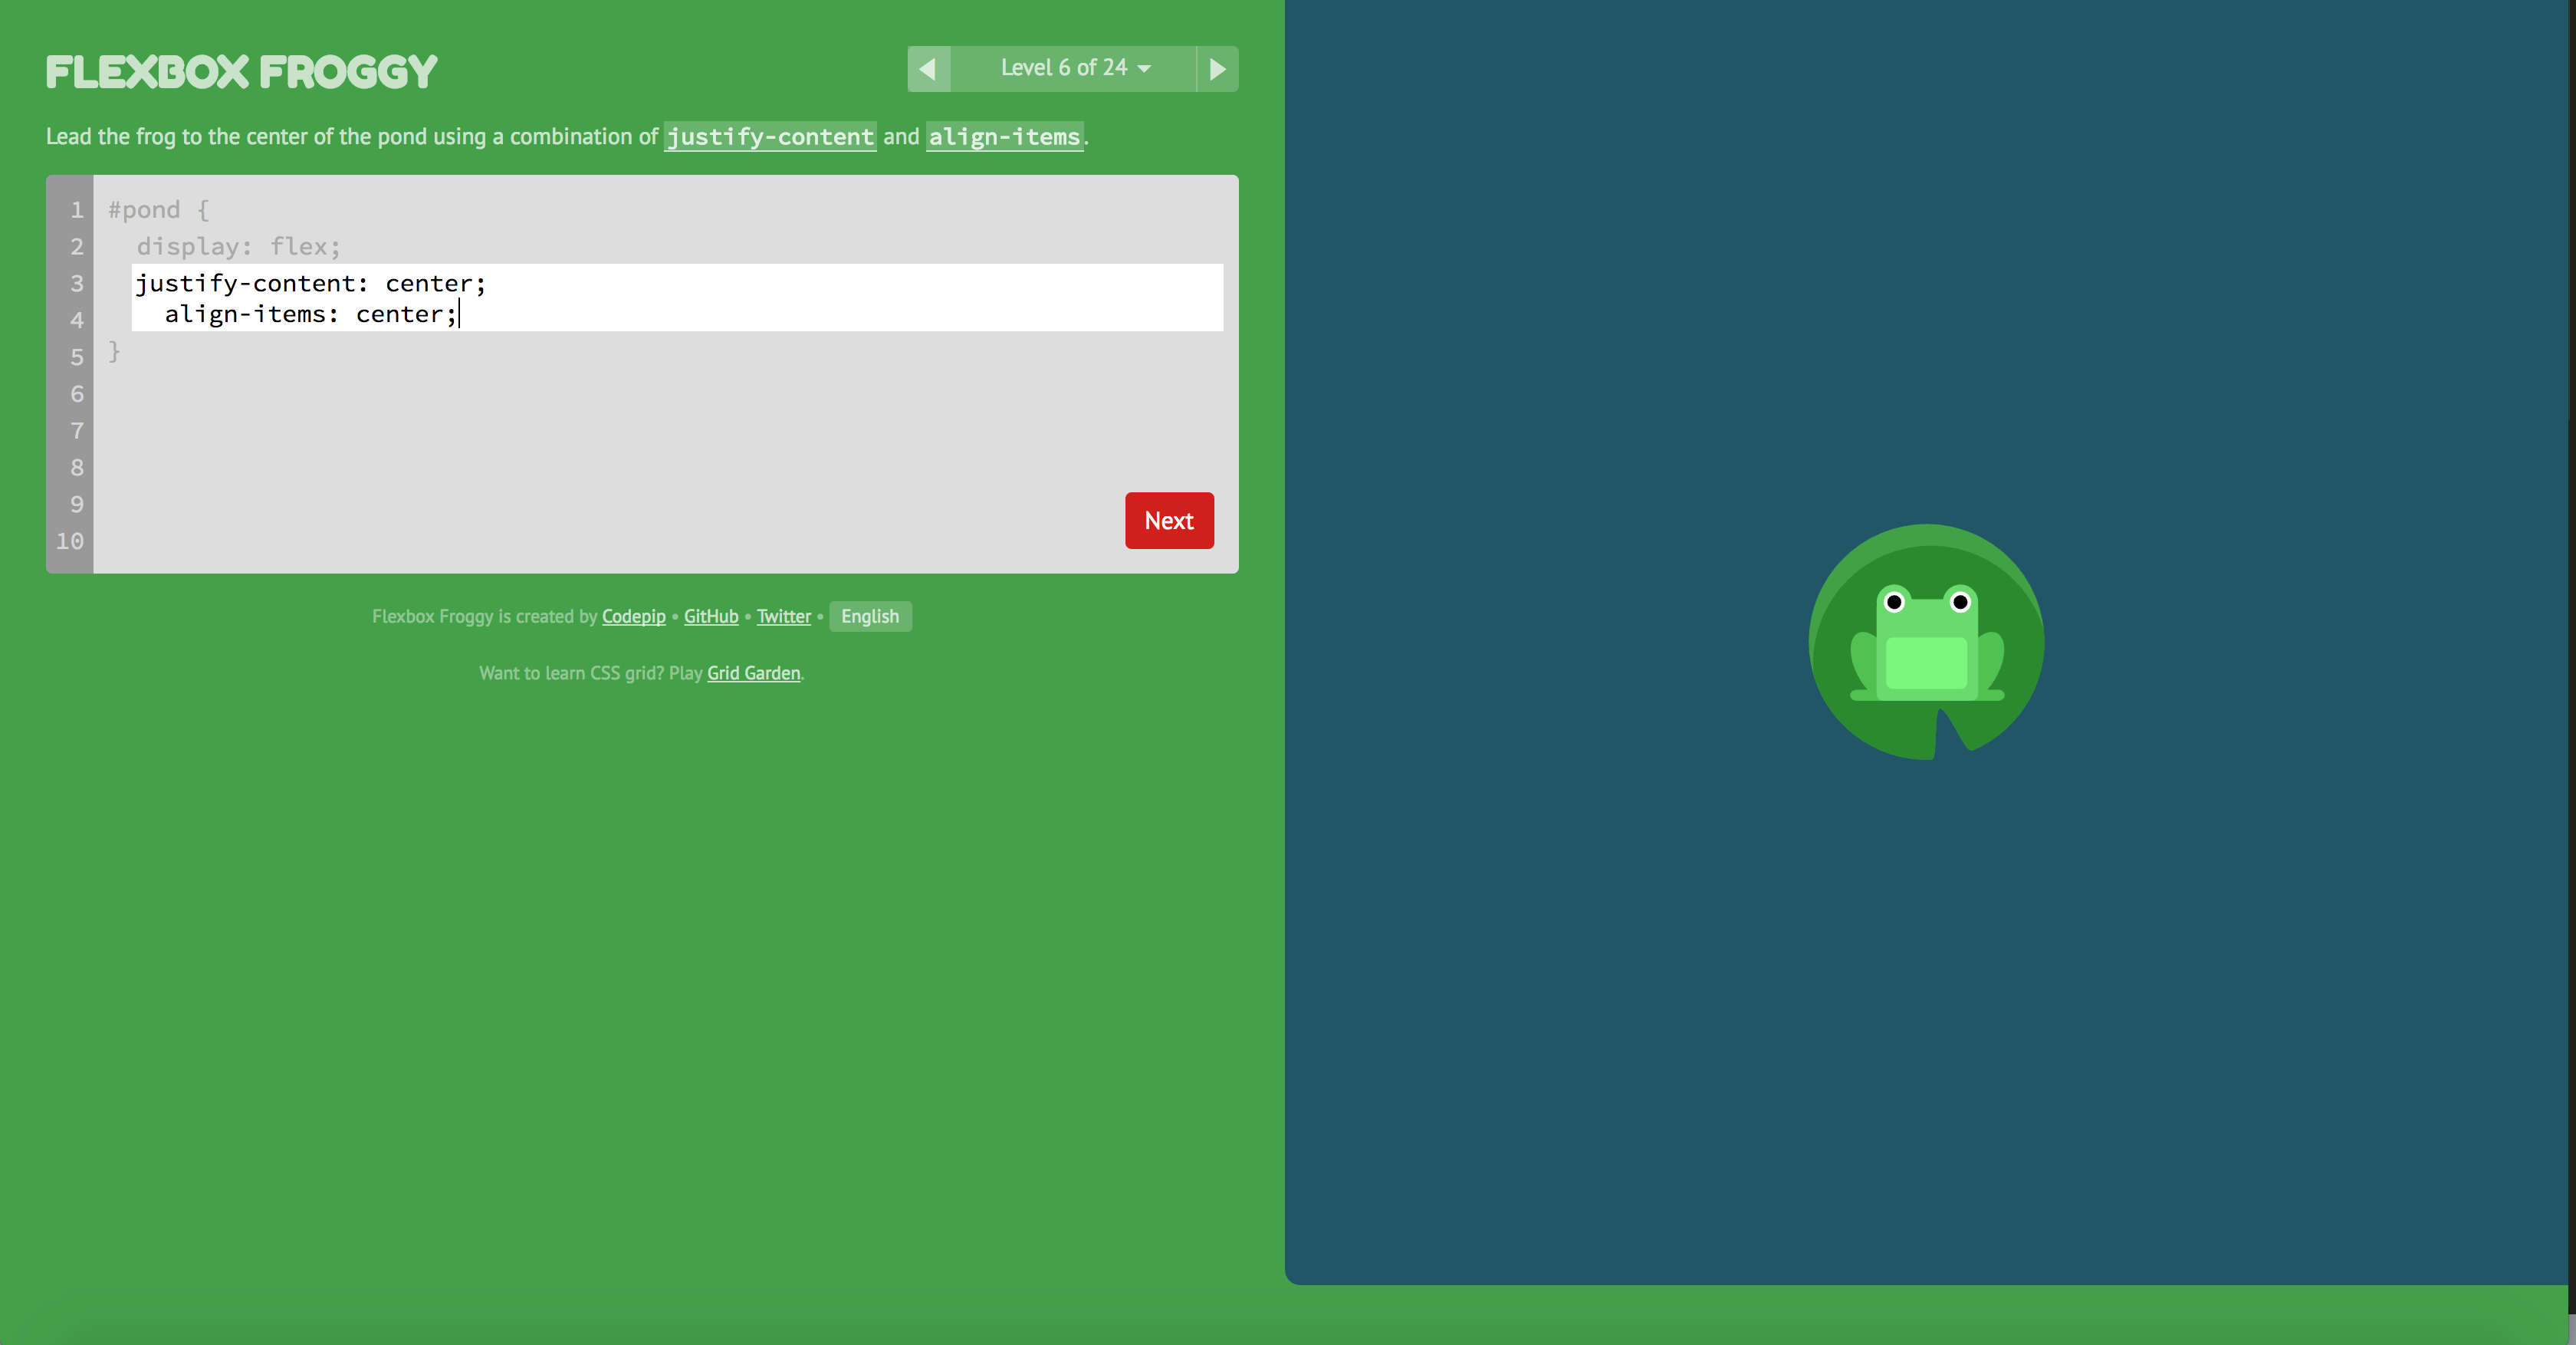 FLEXBOX FROGGY
Level 6 of 24
Lead the frog to the center of the pond using a combination of justify-content and align-items.
1 #pond {
2 display: flex;
3 justify-content: center;
4 align-items: center;
5 }
6
7
8
9
10
Next
Flexbox Froggy is created by Codepip • GitHub • Twitter • English
Want to learn CSS grid? Play Grid Garden.